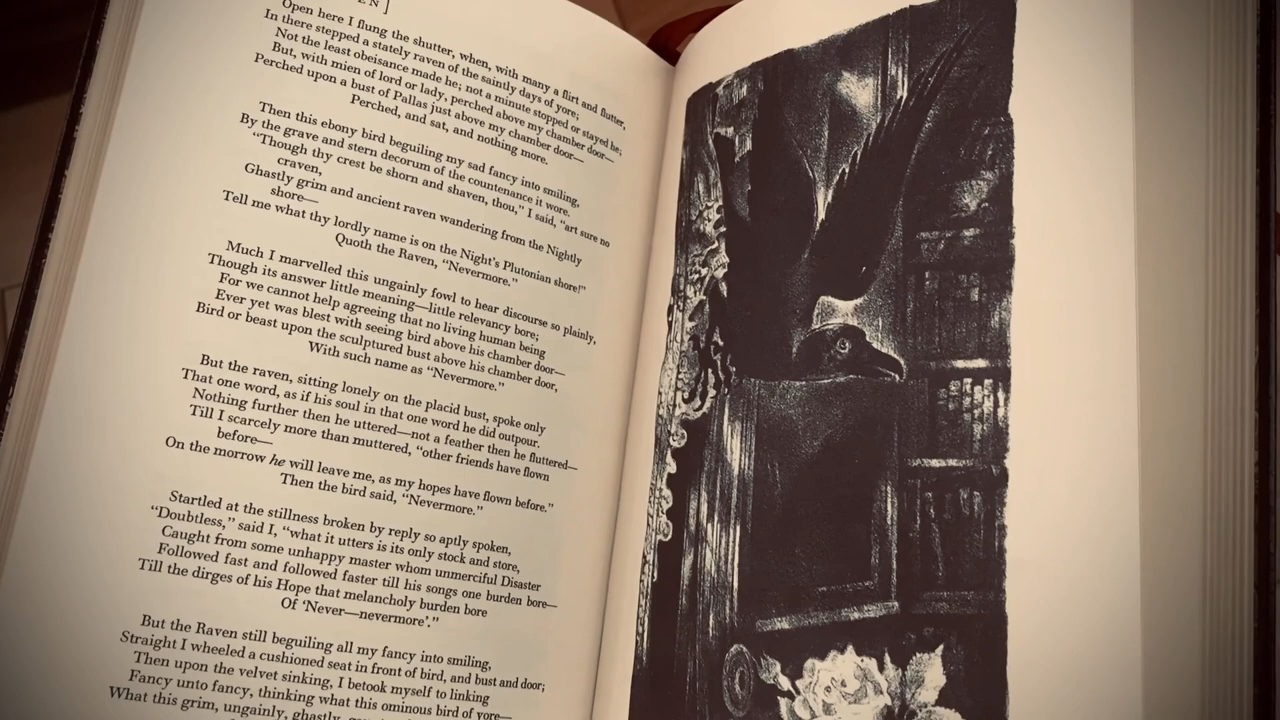 EN]
Open here I flung the shutter, when, with many a flirt and flutter,
In there stepped a stately raven of the saintly days of yore;
Not the least obeisance made he; not a minute stopped or stayed he;
But, with mien of lord or lady, perched above my chamber door—
Perched upon a bust of Pallas just above my chamber door—
Perched, and sat, and nothing more.
Then this ebony bird beguiling my sad fancy into smiling,
By the grave and stern decorum of the countenance it wore.
"Though thy crest be shorn and shaven, thou," I said, "art sure no
craven,
Ghastly grim and ancient raven wandering from the Nightly
shore—
Tell me what thy lordly name is on the Night's Plutonian shore!"
Quoth the Raven, "Nevermore."
Much I marvelled this ungainly fowl to hear discourse so plainly,
Though its answer little meaning—little relevancy bore;
For we cannot help agreeing that no living human being
Ever yet was blest with seeing bird above his chamber door—
Bird or beast upon the sculptured bust above his chamber door,
With such name as "Nevermore."
But the raven, sitting lonely on the placid bust, spoke only
That one word, as if his soul in that one word he did outpour.
Nothing further then he uttered—not a feather then he fluttered—
Till I scarcely more than muttered, "other friends have flown
before—
On the morrow he will leave me, as my hopes have flown before."
Then the bird said, "Nevermore."
Startled at the stillness broken by reply so aptly spoken,
"Doubtless," said I, "what it utters is its only stock and store,
Caught from some unhappy master whom unmerciful Disaster
Followed fast and followed faster till his songs one burden bore—
Till the dirges of his Hope that melancholy burden bore
Of 'Never—nevermore'."
But the Raven still beguiling all my fancy into smiling,
Straight I wheeled a cushioned seat in front of bird, and bust and door;
Then upon the velvet sinking, I betook myself to linking
Fancy unto fancy, thinking what this ominous bird of yore—
What this grim, ungainly, ghastly,